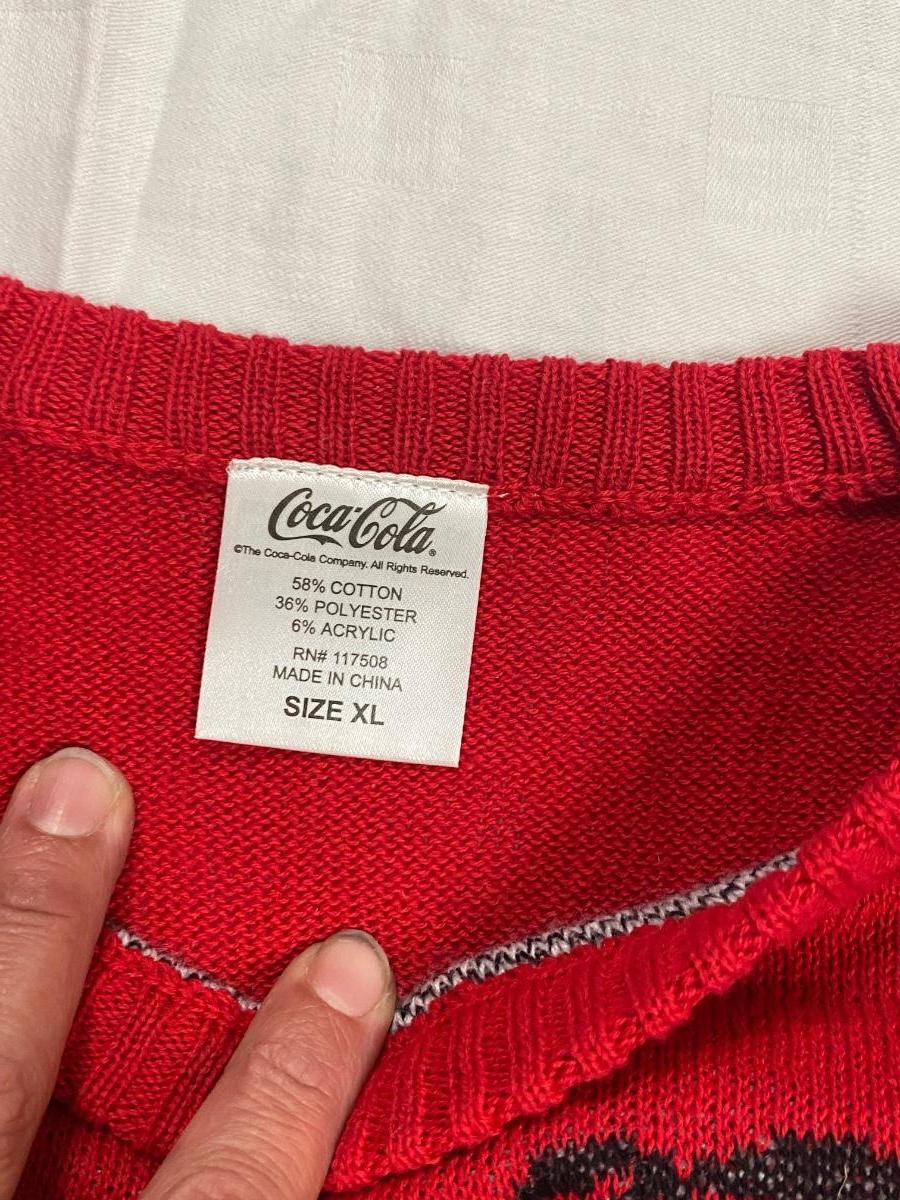 Coca-Cola®
©The Coca-Cola Company. All Rights Reserved.
58% COTTON
36% POLYESTER
6% ACRYLIC
RN# 117508
MADE IN CHINA
SIZE XL